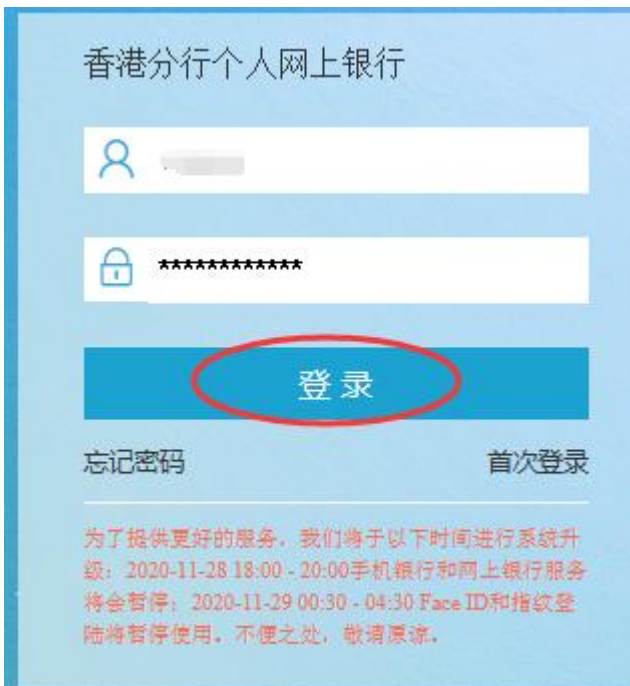 香港分行个人网上银行
************
登录
忘记密码
首次登录
为了提供更好的服务，我们将于以下时间进行系统升
级：2020-11-28 18:00 - 20:00手机银行和网上银行服务
将会暂停；2020-11-29 00:30 - 04:30 Face ID和指纹登
陆将暂停使用。不便之处，敬请原谅。